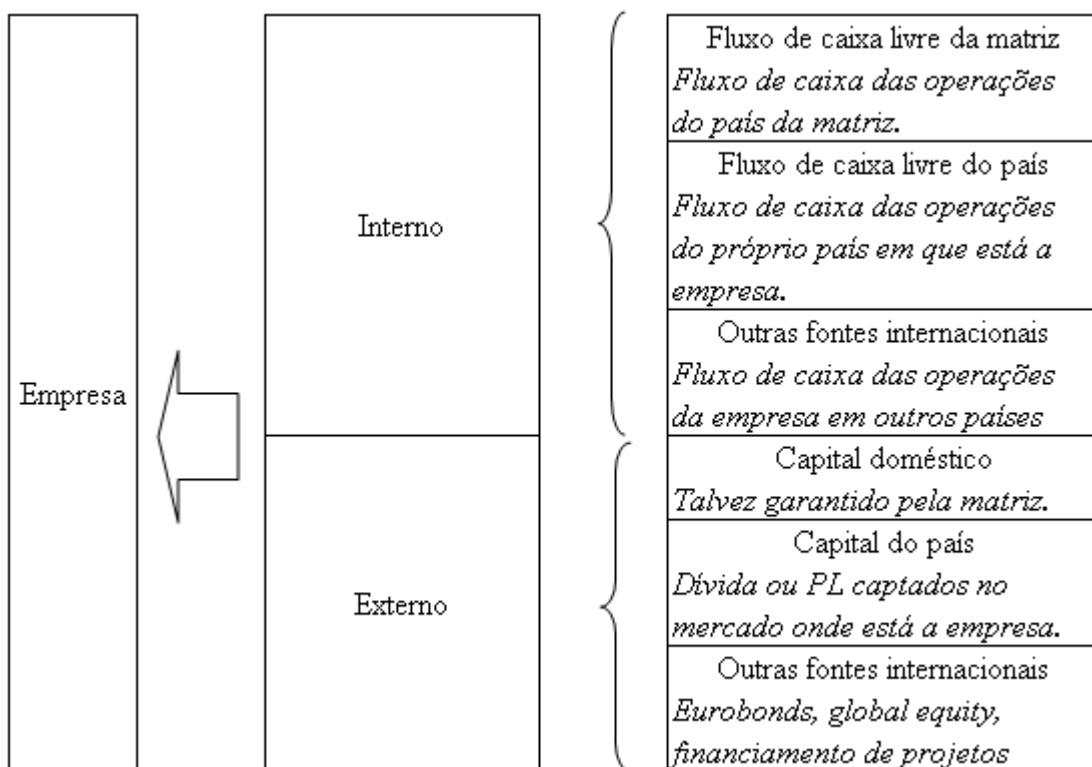 Empresa
Interno
Externo
Fluxo de caixa livre da matriz
Fluxo de caixa das operações
do país da matriz.
Fluxo de caixa livre do país
Fluxo de caixa das operações
do próprio país em que está a
empresa.
Outras fontes internacionais
Fluxo de caixa das operações
da empresa em outros países
Capital doméstico
Talvez garantido pela matriz.
Capital do país
Dívida ou PL captados no
mercado onde está a empresa.
Outras fontes internacionais
Eurobonds, global equity,
financiamento de projetos